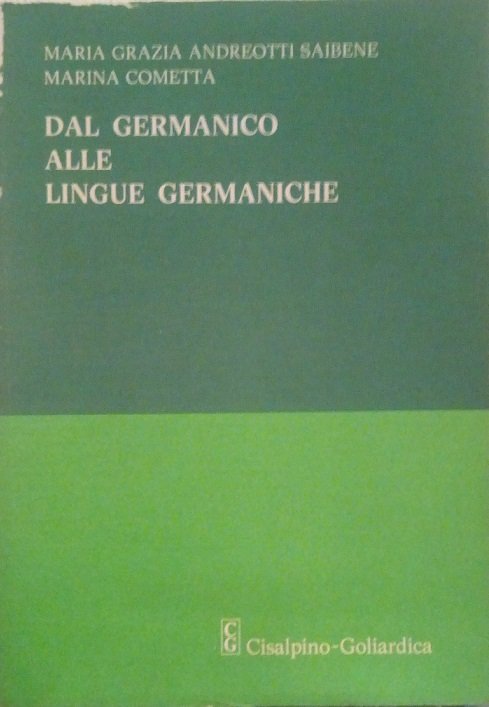 MARIA GRAZIA ANDREOTTI SAIBENE
MARINA COMETTA
DAL GERMANICO
ALLE
LINGUE GERMANICHE
CG Cisalpino-Goliardica